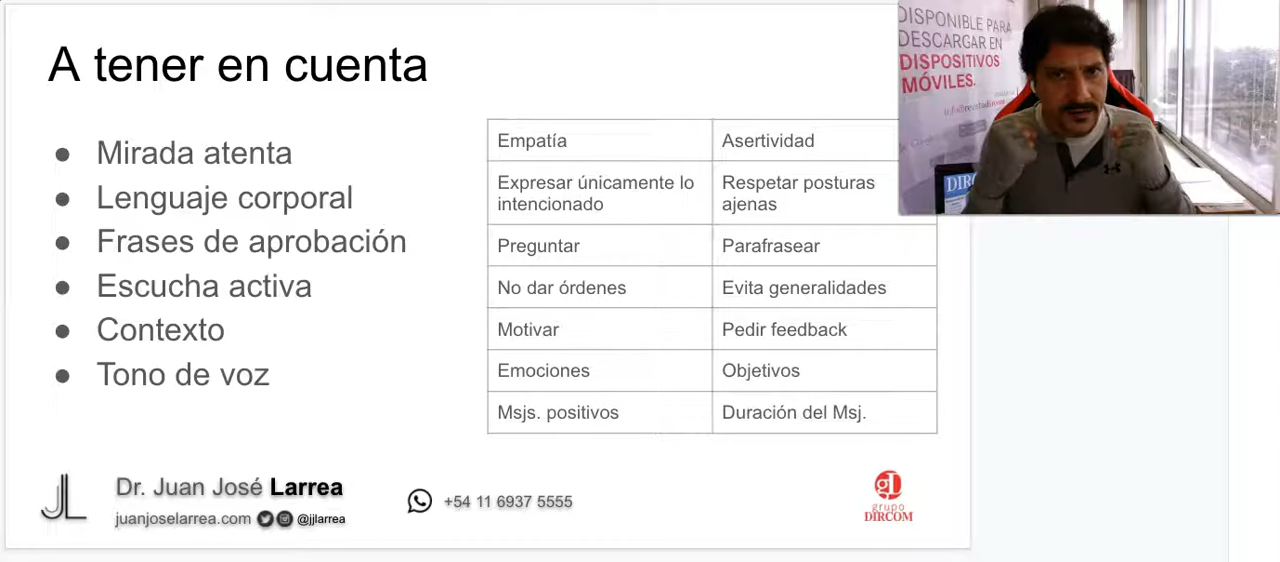 A tener en cuenta
● Mirada atenta
● Lenguaje corporal
● Frases de aprobación
● Escucha activa
● Contexto
● Tono de voz
Empatía
Asertividad
Expresar únicamente lo
intencionado
Respetar posturas
ajenas
Preguntar
Parafrasear
No dar órdenes
Evita generalidades
Motivar
Pedir feedback
Emociones
Objetivos
Msjs. positivos
Duración del Msj.
DISPONIBLE PARA
DESCARGAR EN
DISPOSITIVOS
MÓVILES.
JL
Dr. Juan José Larrea
juanjoselarrea.com @jjlarrea
+54 11 6937 5555
gL
grupo
DIRCOM